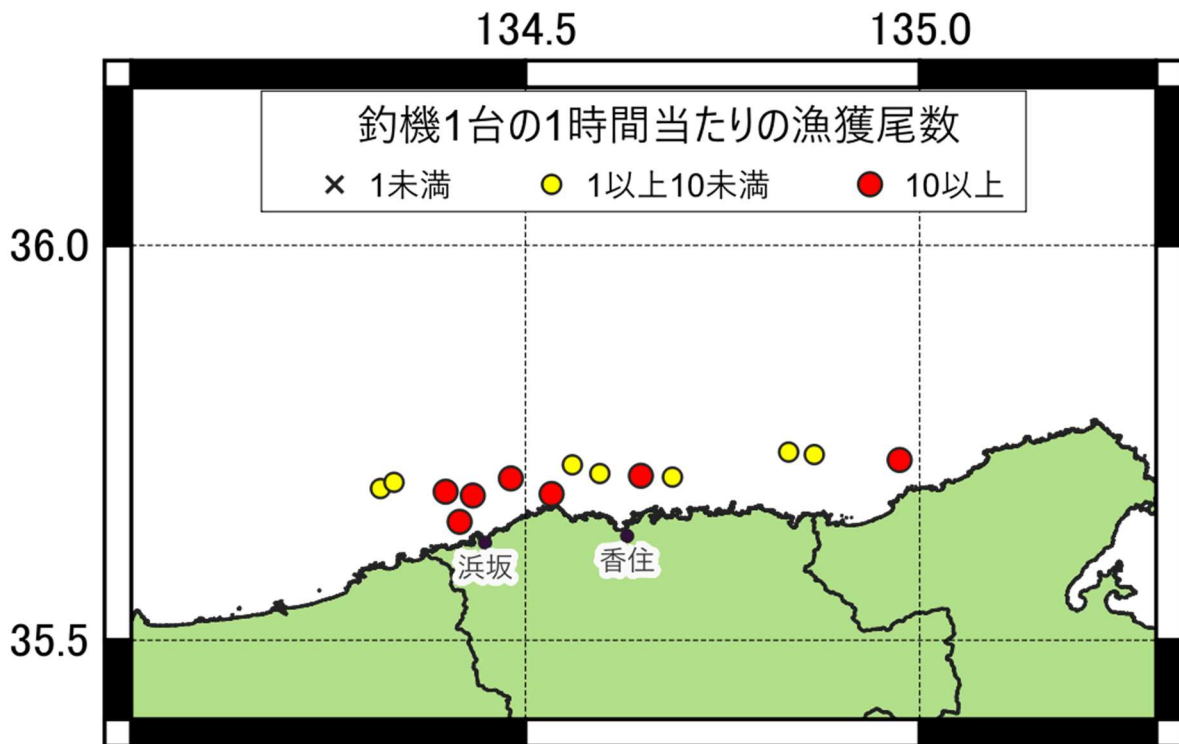 134.5 135.0
釣機1台の1時間当たりの漁獲尾数
× 1未満 1以上10未満 10以上
36.0
浜坂 香住
35.5